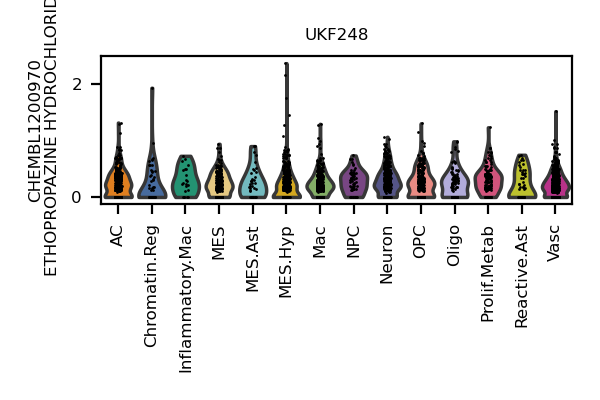 UKF248
CHEMBL1200970
ETHOPROPAZINE HYDROCHLORID
2
0
AC
Chromatin.Reg
Inflammatory.Mac
MES
MES.Ast
MES.Hyp
Mac
NPC
Neuron
OPC
Oligo
Prolif.Metab
Reactive.Ast
Vasc